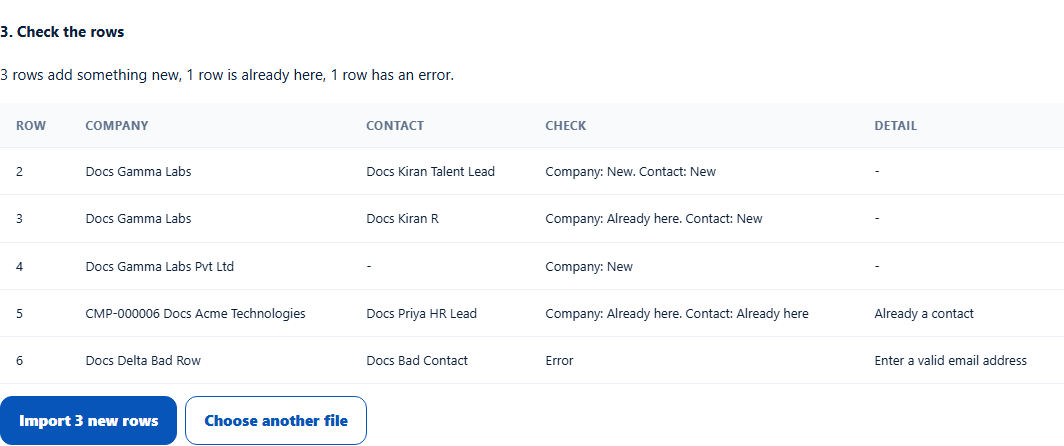 3. Check the rows
3 rows add something new, 1 row is already here, 1 row has an error.
ROW COMPANY CONTACT CHECK DETAIL
2 Docs Gamma Labs Docs Kiran Talent Lead Company: New. Contact: New -
3 Docs Gamma Labs Docs Kiran R Company: Already here. Contact: New -
4 Docs Gamma Labs Pvt Ltd - Company: New -
5 CMP-000006 Docs Acme Technologies Docs Priya HR Lead Company: Already here. Contact: Already here Already a contact
6 Docs Delta Bad Row Docs Bad Contact Error Enter a valid email address
Import 3 new rows Choose another file